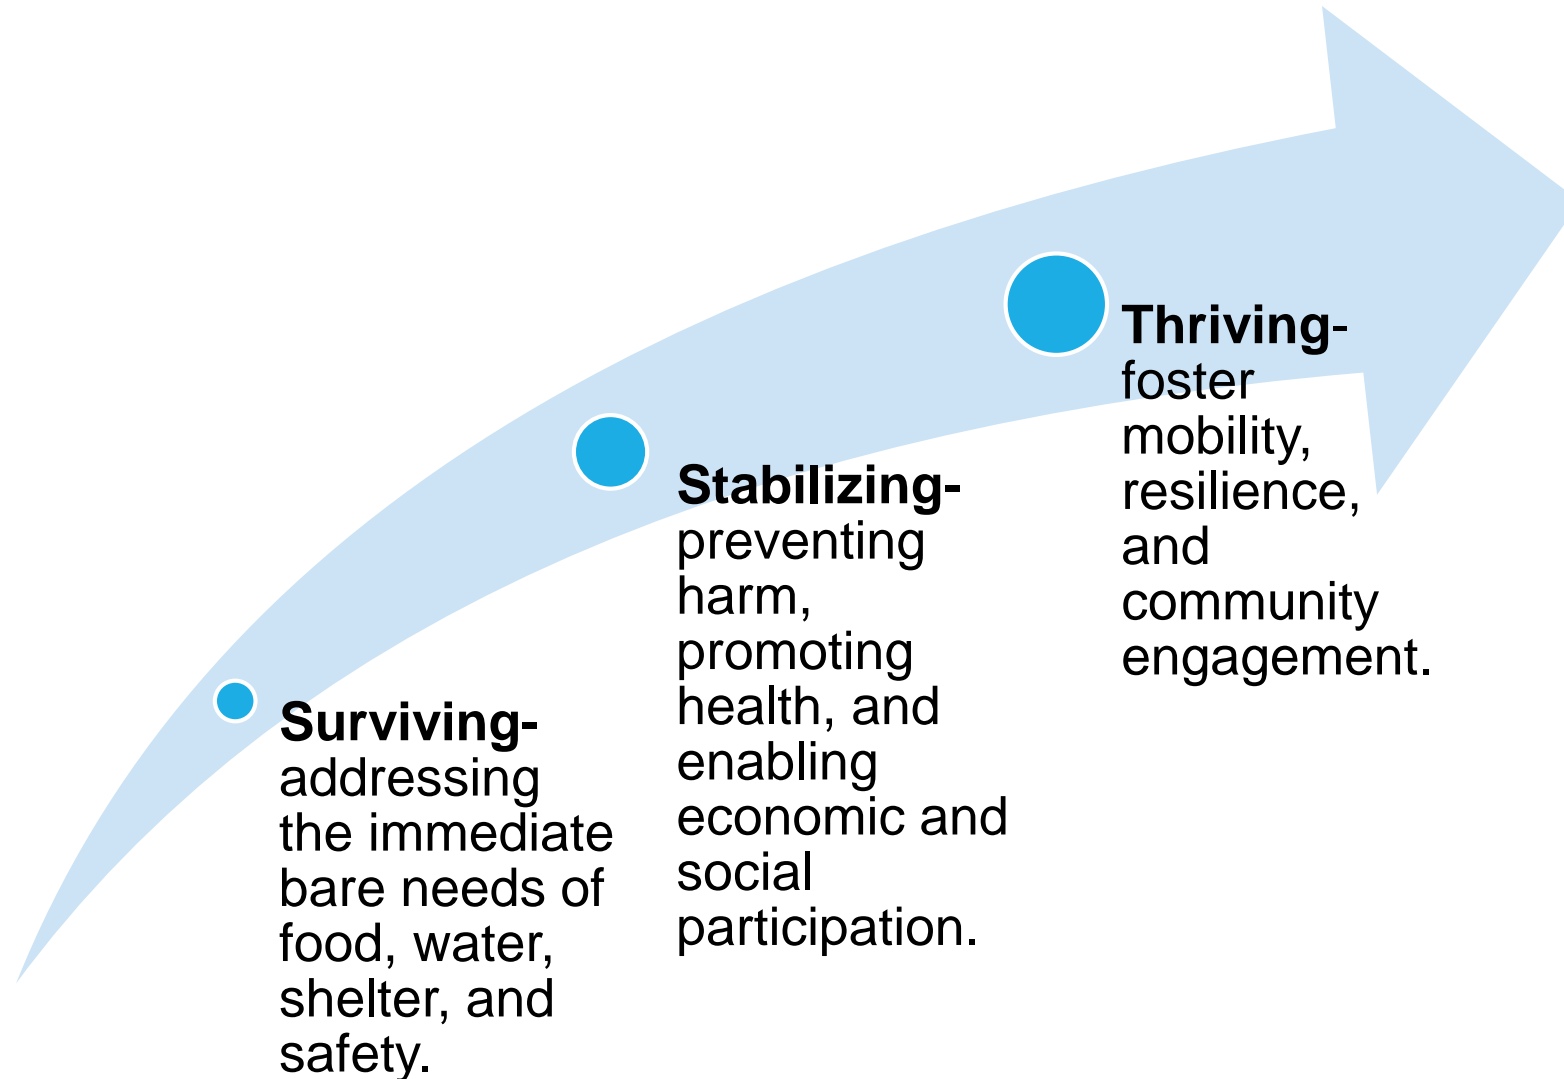 Surviving-
addressing
the immediate
bare needs of
food, water,
shelter, and
safety.
Stabilizing-
preventing
harm,
promoting
health, and
enabling
economic and
social
participation.
Thriving-
foster
mobility,
resilience,
and
community
engagement.